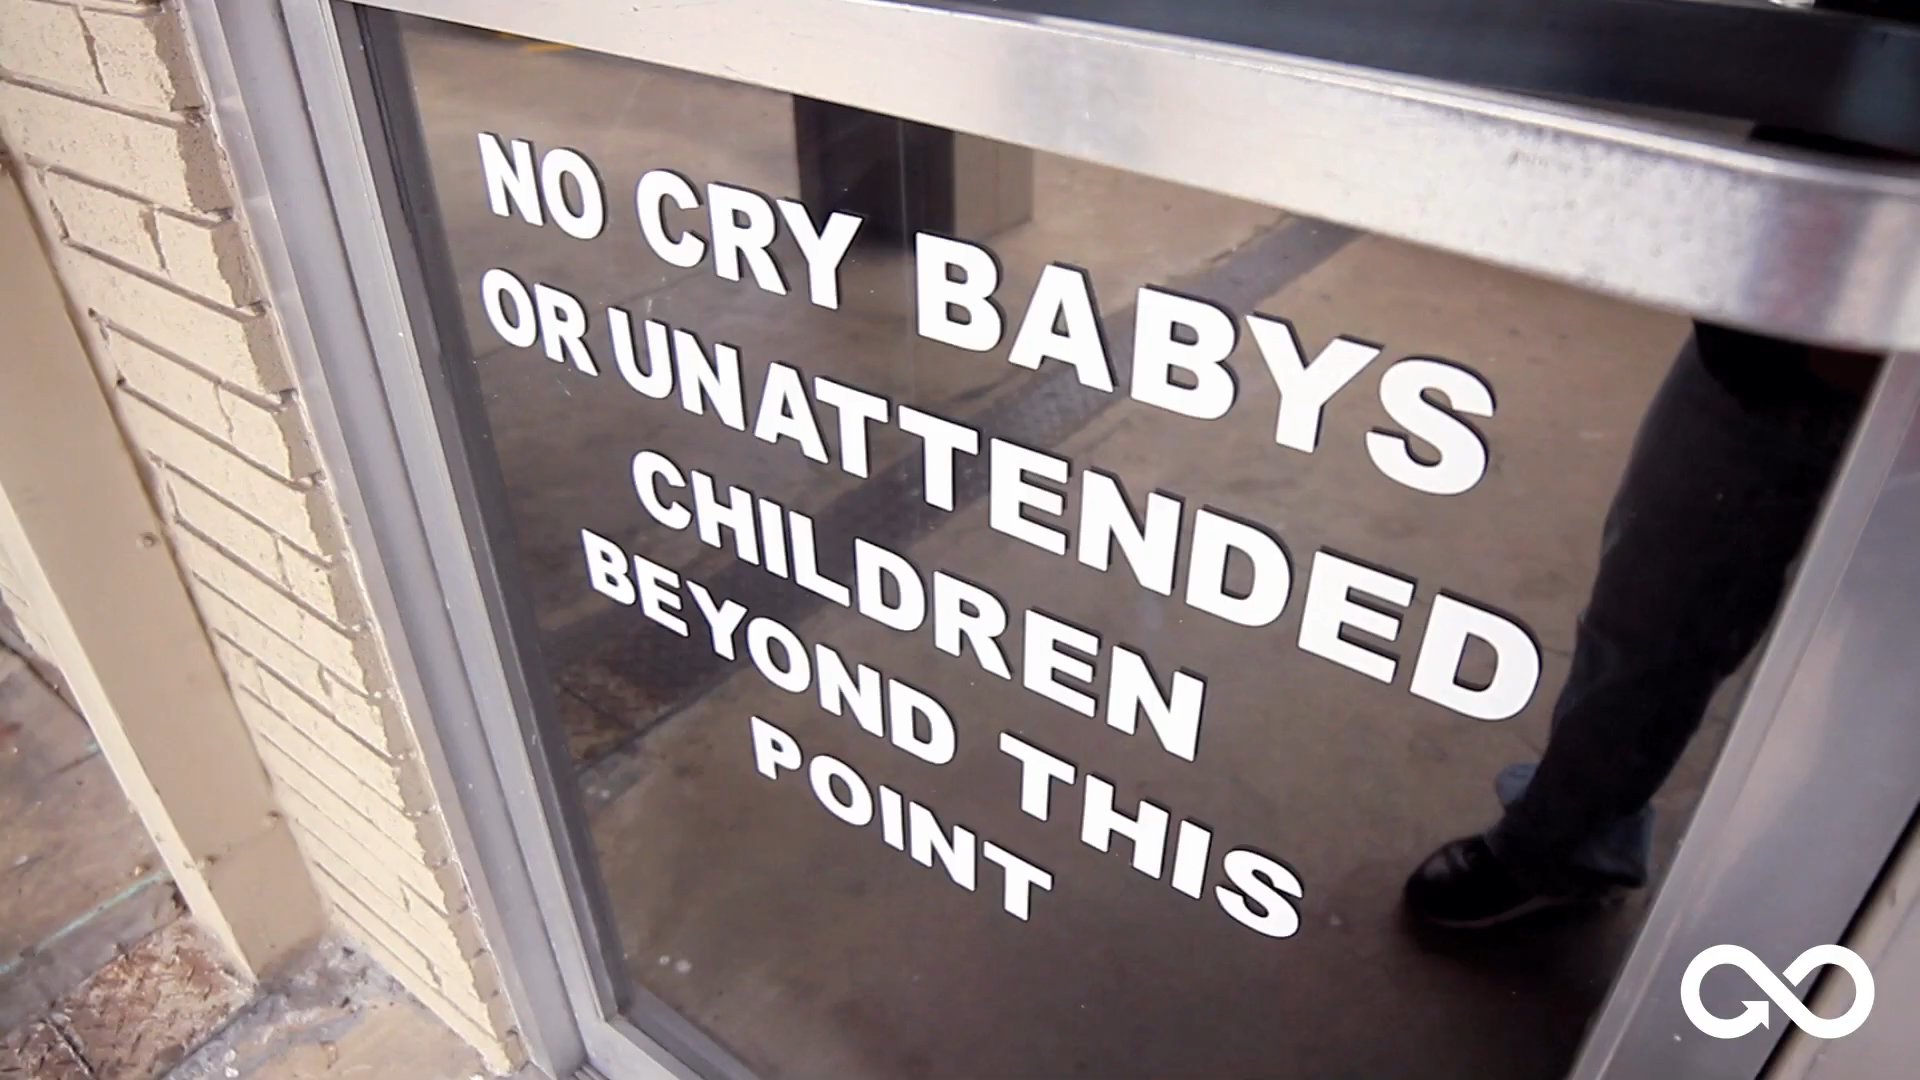 NO CRY BABYS
OR UNATTENDED
CHILDREN
BEYOND THIS
POINT